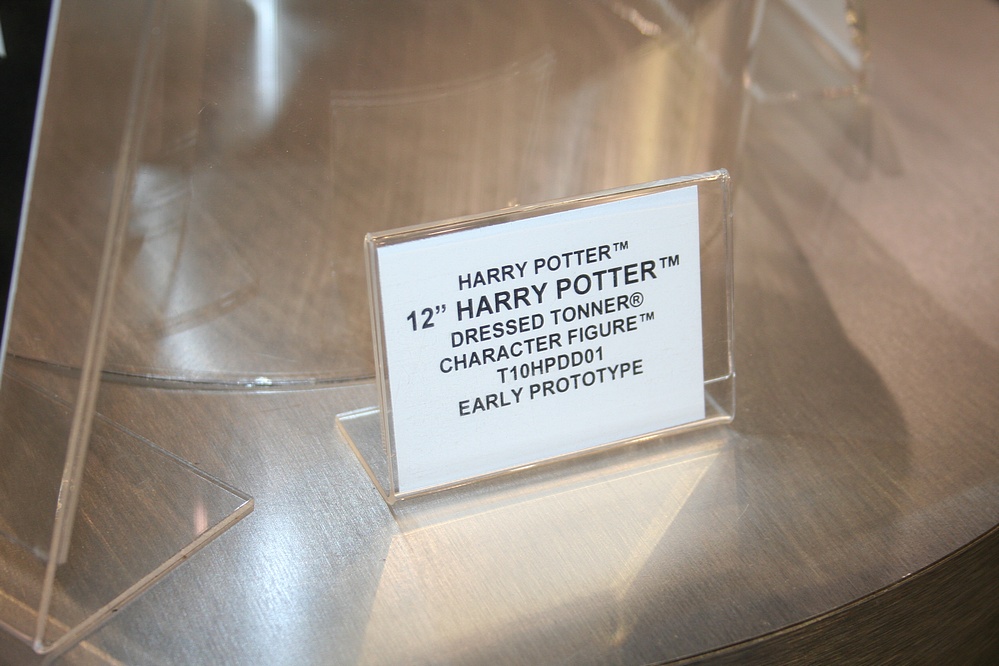 HARRY POTTER™
12” HARRY POTTER™
DRESSED TONNER®
CHARACTER FIGURE™
T10HPDD01
EARLY PROTOTYPE